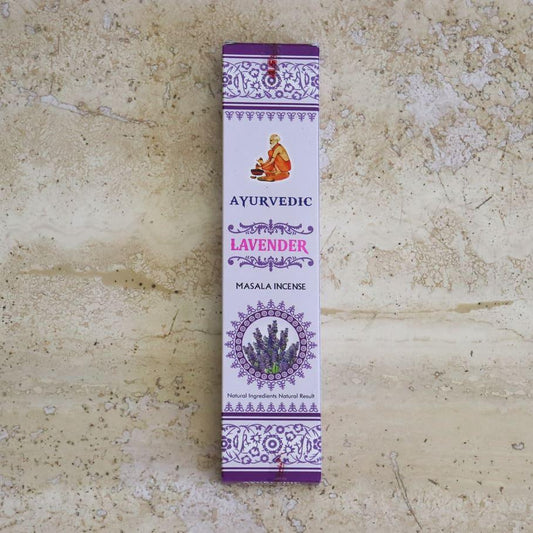 AYURVEDIC
LAVENDER
MASALA INCENSE
Natural Ingredients Natural Result